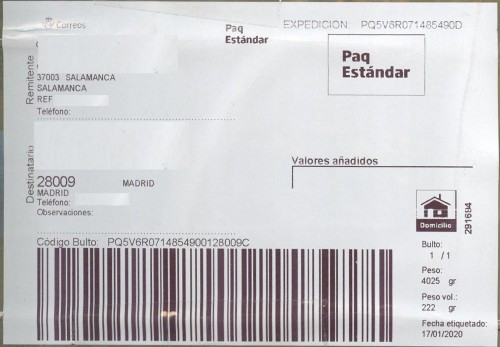 Correos
Paq
Estándar
EXPEDICION: PQ5V6R071485490D
Paq
Estándar
Remitente
37003 SALAMANCA
SALAMANCA
REF
Teléfono:
Destinatario
28009 MADRID
MADRID
Teléfono:
Observaciones:
Valores añadidos
Domicilio
291694
Código Bulto: PQ5V6R0714854900128009C
Bulto:
1 / 1
Peso:
4025 gr
Peso vol.:
222 gr
Fecha etiquetado:
17/01/2020